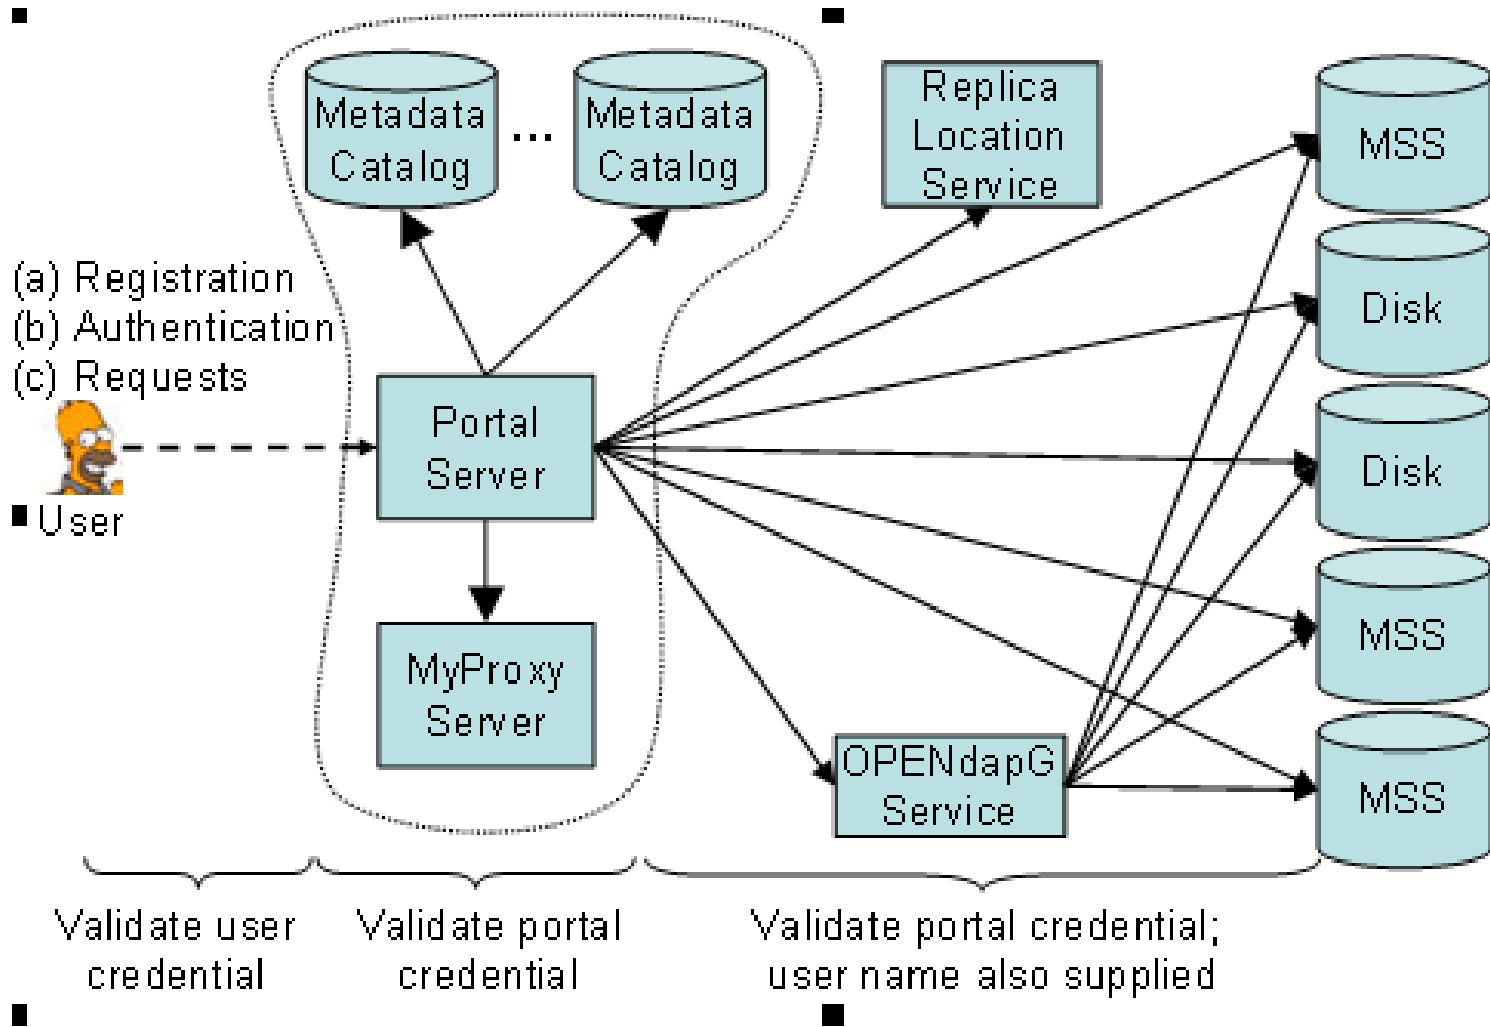 Metadata
Catalog
...
Metadata
Catalog
Replica
Location
Service
MSS
(a) Registration
(b) Authentication
(c) Requests
Disk
Portal
Server
Disk
User
MSS
MyProxy
Server
OPENdapG
Service
MSS
Validate user
credential
Validate portal
credential
Validate portal credential;
user name also supplied